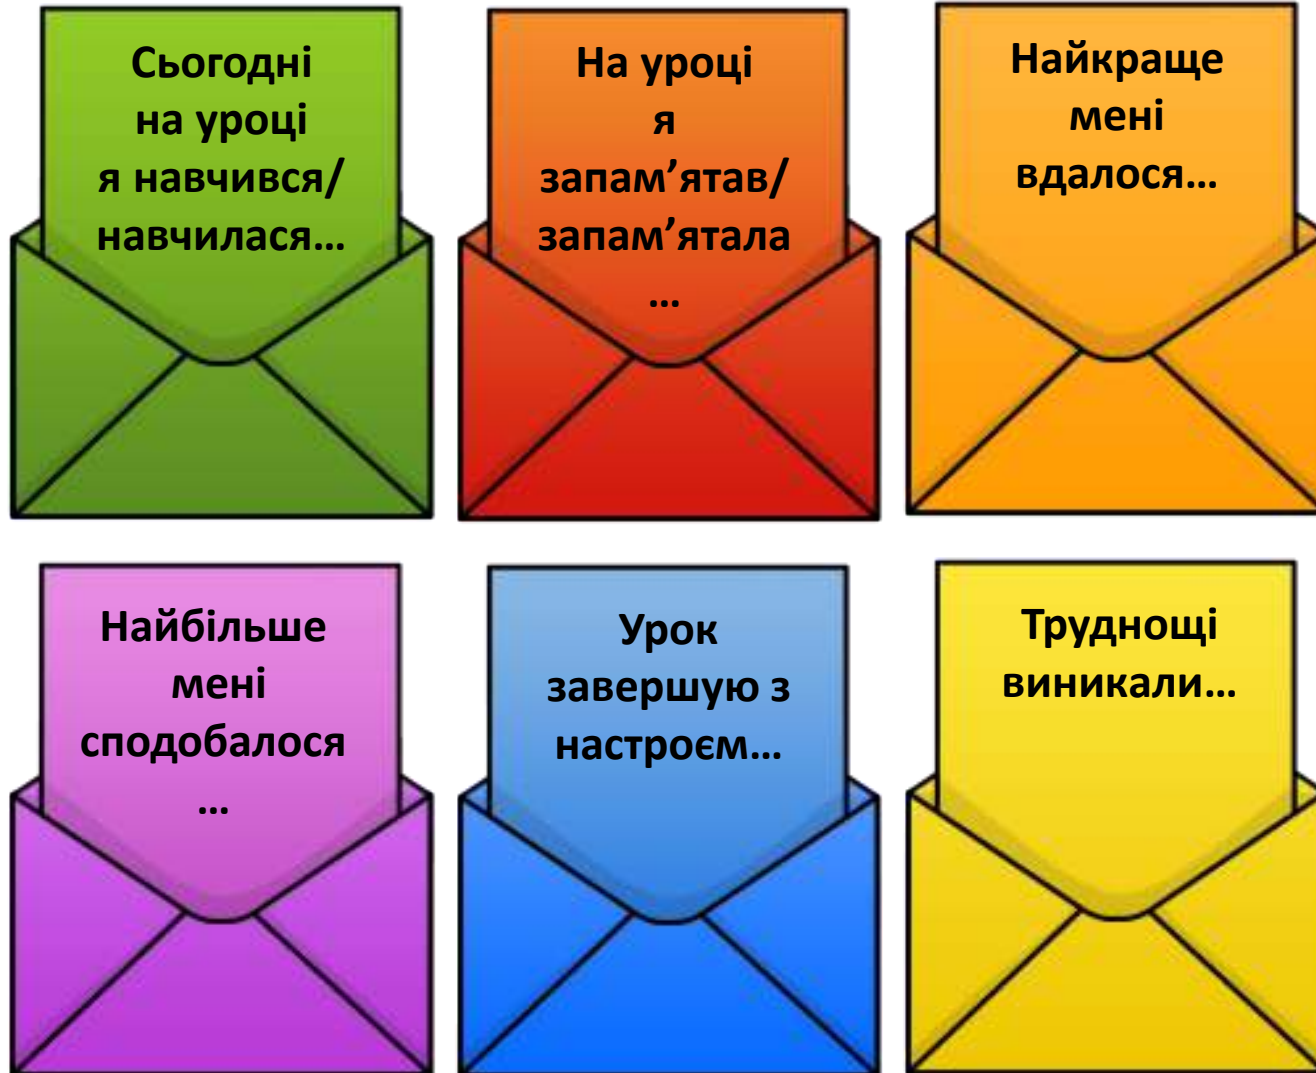 Сьогодні
на уроці
я навчився/
навчилася…
На уроці
я
запам’ятав/
запам’ятала
…
Найкраще
мені
вдалося…
Найбільше
мені
сподобалося
…
Урок
завершую з
настроєм…
Труднощі
виникали…